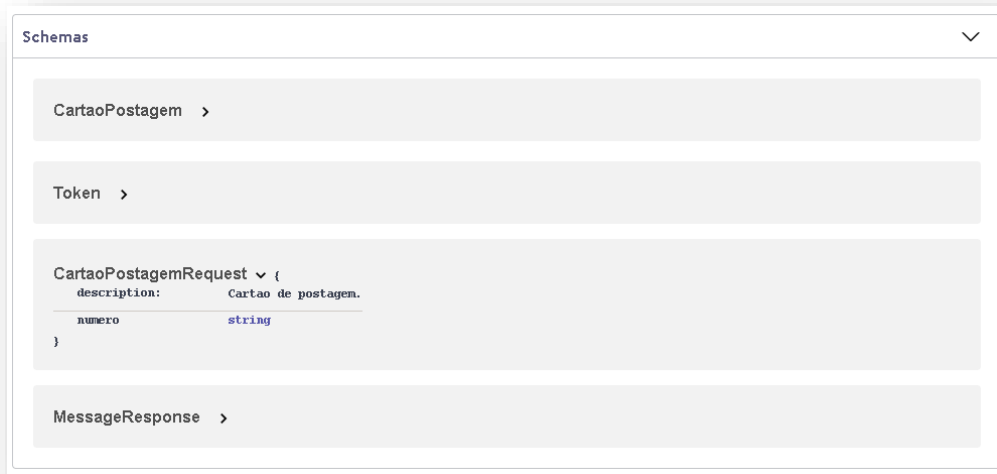 Schemas
CartaoPostagem
Token
CartaoPostagemRequest {
description: Cartao de postagem.
numero string
}
MessageResponse